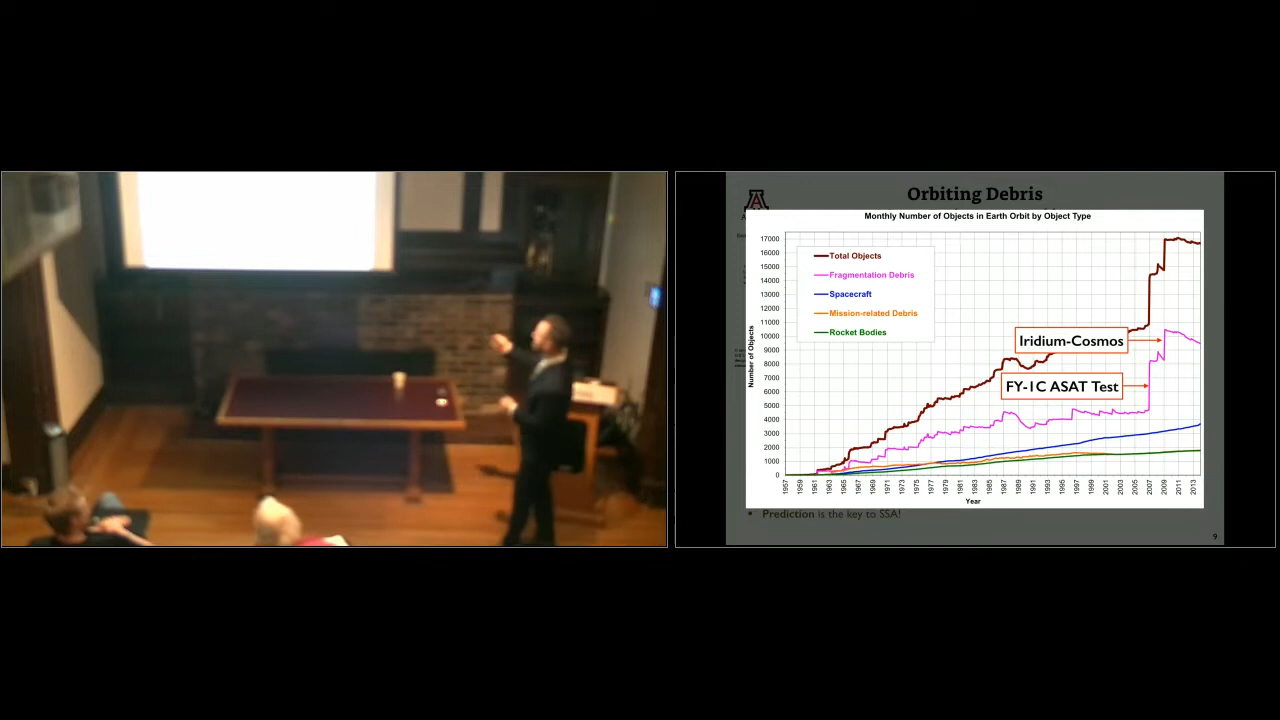 Orbiting Debris
Monthly Number of Objects in Earth Orbit by Object Type
17000
16000
15000
14000
13000
12000
11000
10000
9000
8000
7000
6000
5000
4000
3000
2000
1000
0
Number of Objects
Total Objects
Fragmentation Debris
Spacecraft
Mission-related Debris
Rocket Bodies
Iridium-Cosmos
FY-1C ASAT Test
1957 1959 1961 1963 1965 1967 1969 1971 1973 1975 1977 1979 1981 1983 1985 1987 1989 1991 1993 1995 1997 1999 2001 2003 2005 2007 2009 2011 2013
Year
• Prediction is the key to SSA!
9